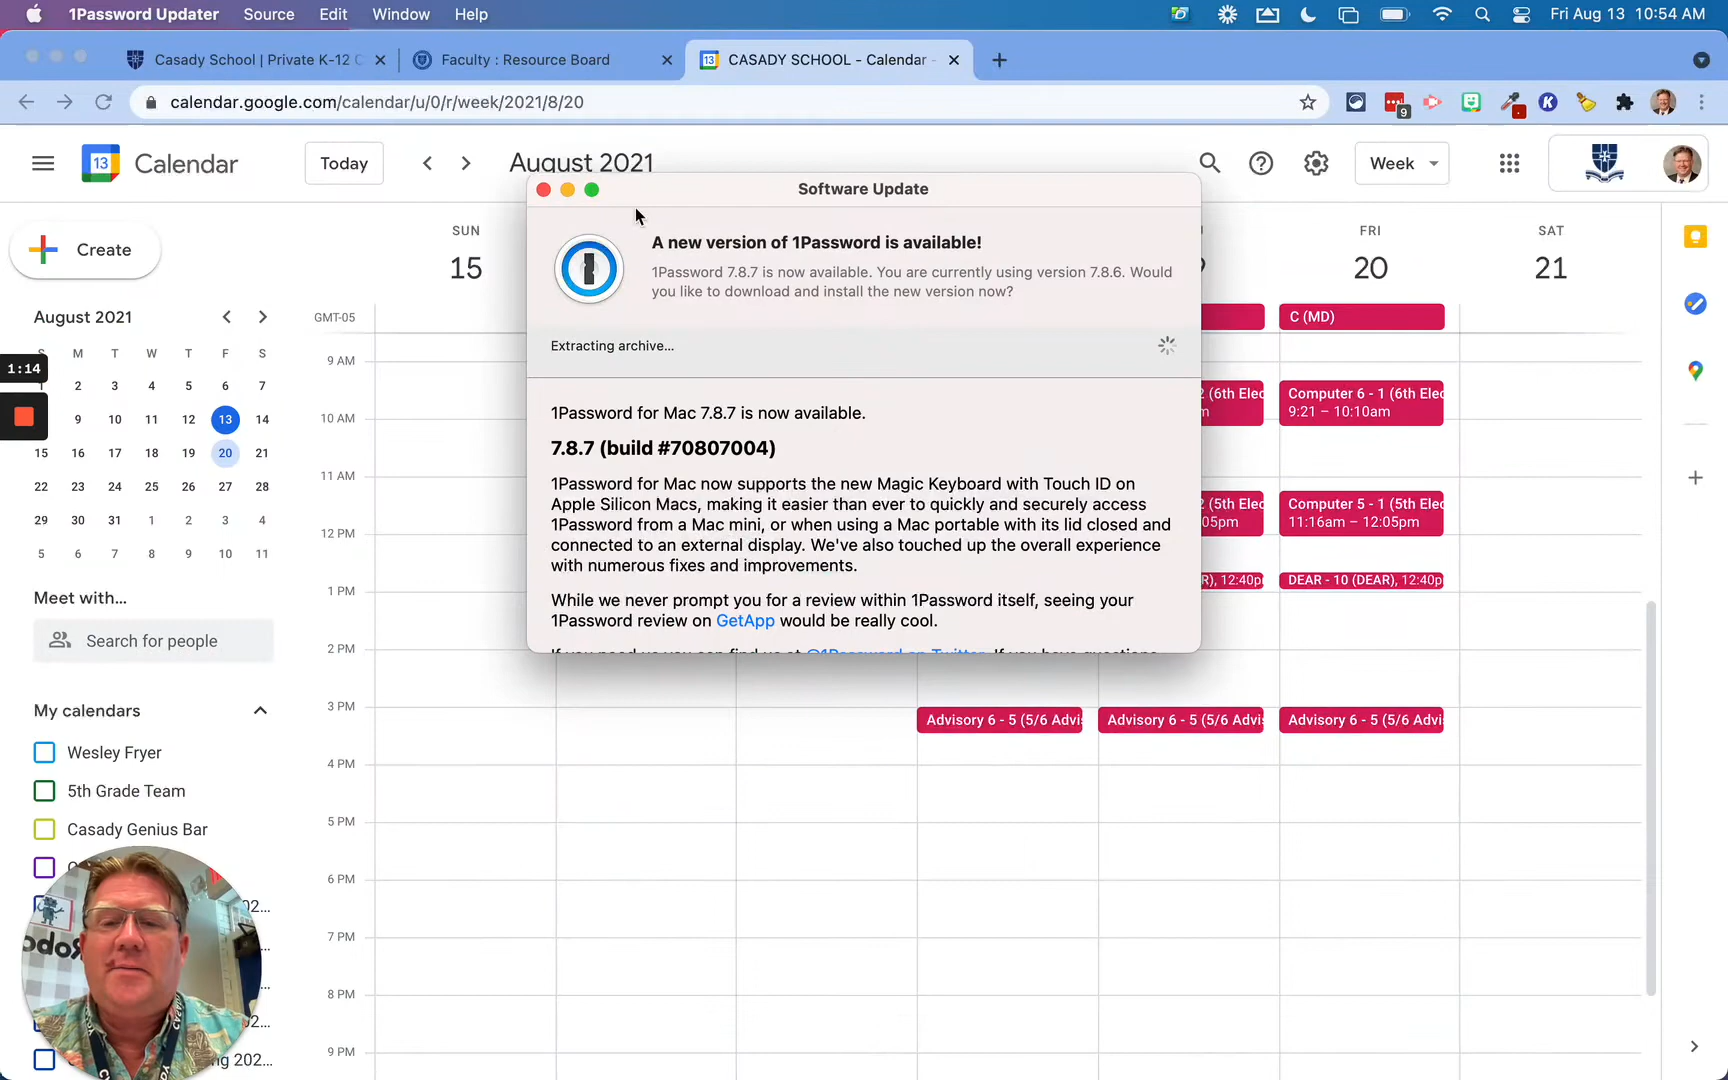 1Password Updater Source Edit Window Help Fri Aug 13 10:54 AM
Casady School | Private K-12 Faculty : Resource Board CASADY SCHOOL - Calendar -
calendar.google.com/calendar/u/0/r/week/2021/8/20
9
13 Calendar Today August 2021 Week
Software Update
Create
SUN MON FRI SAT
15 20 21
A new version of 1Password is available!
1Password 7.8.7 is now available. You are currently using version 7.8.6. Would
you like to download and install the new version now?
Extracting archive...
1Password for Mac 7.8.7 is now available.
7.8.7 (build #70807004)
1Password for Mac now supports the new Magic Keyboard with Touch ID on
Apple Silicon Macs, making it easier than ever to quickly and securely access
1Password from a Mac mini, or when using a Mac portable with its lid closed and
connected to an external display. We've also touched up the overall experience
with numerous fixes and improvements.
While we never prompt you for a review within 1Password itself, seeing your
1Password review on GetApp would be really cool.
August 2021
S M T W T F S
1:14
2 3 4 5 6 7
9 10 11 12 13 14
15 16 17 18 19 20 21
22 23 24 25 26 27 28
29 30 31 1 2 3 4
5 6 7 8 9 10 11
Meet with...
Search for people
My calendars
Wesley Fryer
5th Grade Team
Casady Genius Bar
GMT-05
9 AM
10 AM
11 AM
12 PM
1 PM
2 PM
3 PM
4 PM
5 PM
6 PM
7 PM
8 PM
9 PM
C (MD)
2 (6th Elec
Computer 6 - 1 (6th Elec
9:21 – 10:10am
Computer 5 - 1 (5th Elec
11:16am – 12:05pm
2 (5th Elec
05pm
R), 12:40p
DEAR - 10 (DEAR), 12:40p
Advisory 6 - 5 (5/6 Advi
Advisory 6 - 5 (5/6 Advi
Advisory 6 - 5 (5/6 Advi